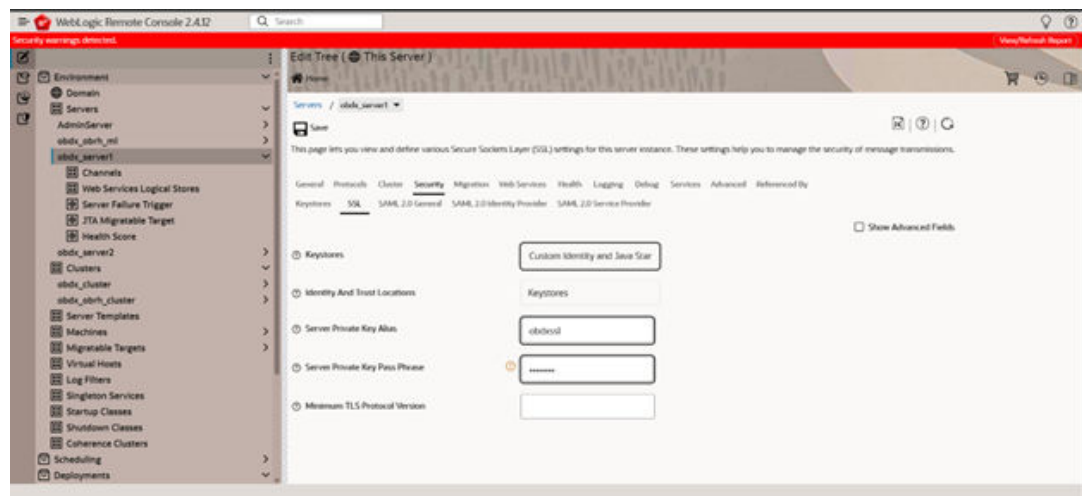 WebLogic Remote Console 2.4.12
Search
Security warnings detected.
View/Refresh Report
Edit Tree ( This Server )
Home
Environment
Domain
Servers
AdminServer
obdx_obrh_ml
obdx_server1
Channels
Web Services Logical Stores
Server Failure Trigger
JTA Migratable Target
Health Score
obdx_server2
Clusters
obdx_cluster
obdx_obrh_cluster
Server Templates
Machines
Migratable Targets
Virtual Hosts
Log Filters
Singleton Services
Startup Classes
Shutdown Classes
Coherence Clusters
Scheduling
Deployments
Servers / obdx_server1
Save
This page lets you view and define various Secure Sockets Layer (SSL) settings for this server instance. These settings help you to manage the security of message transmissions.
General Protocols Cluster Security Migration Web Services Health Logging Debug Services Advanced Referenced By
Keystores SSL SAML 2.0 General SAML 2.0 Identity Provider SAML 2.0 Service Provider
Show Advanced Fields
Keystores Custom Identity and Java Star
Identity And Trust Locations Keystores
Server Private Key Alias obdxssl
Server Private Key Pass Phrase ••••••••
Minimum TLS Protocol Version